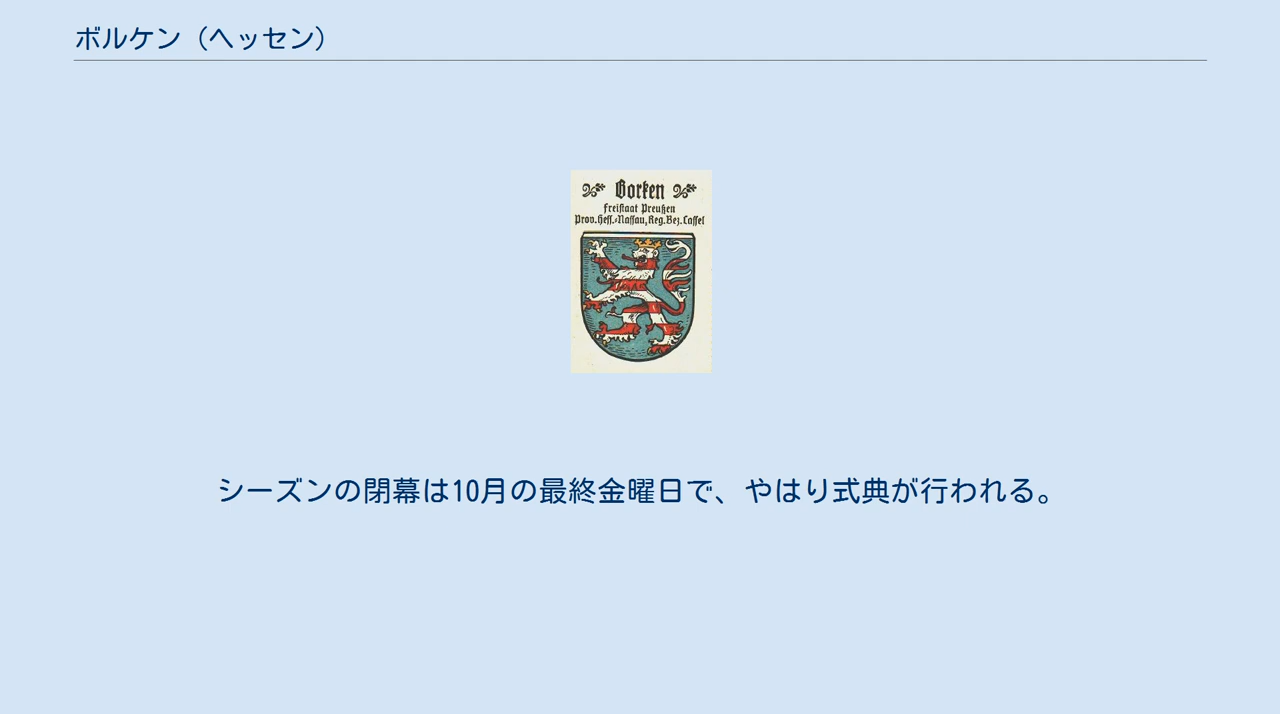 ボルケン（ヘッセン）
Borken
Freistaat Preußen
Prov. Hess.-Nassau, Reg. Bez. Cassel
シーズンの閉幕は10月の最終金曜日で、やはり式典が行われる。